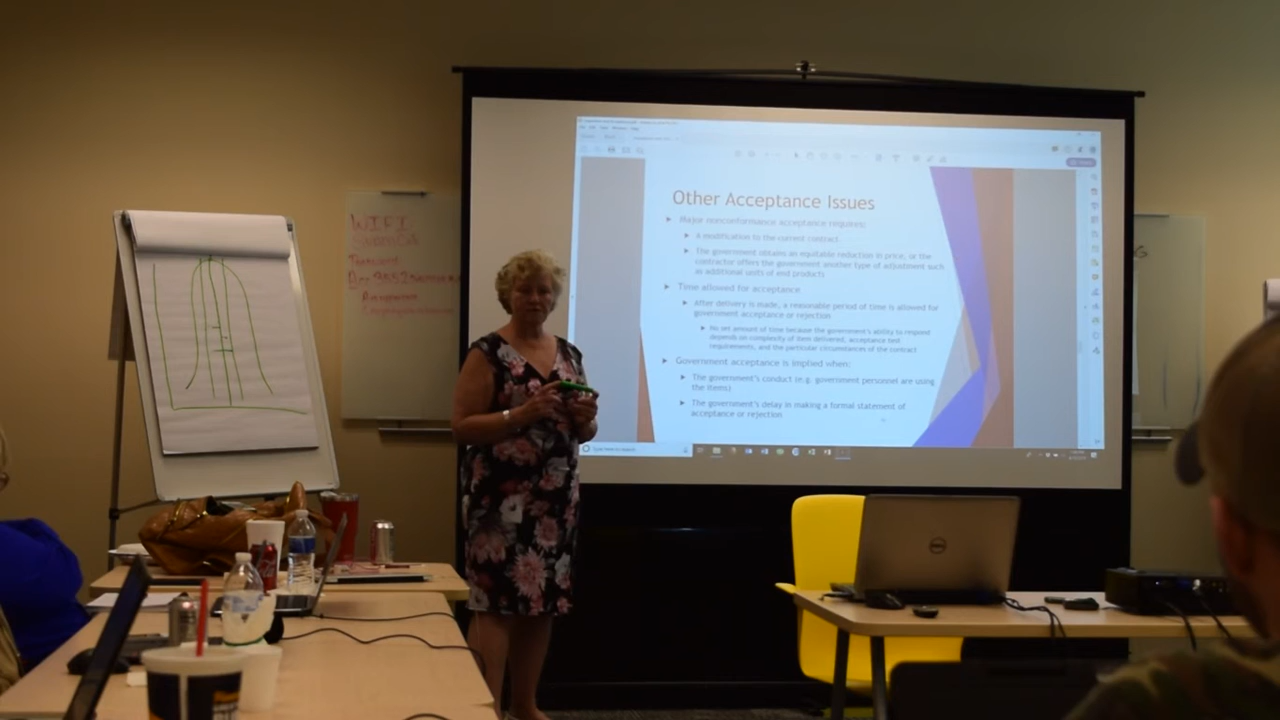 WIFI
Other Acceptance Issues
Major nonconformance acceptance requires:
A modification to the current contract
The government obtains an equitable reduction in price, or the
contractor offers the government another type of adjustment such
as additional units of end products
Time allowed for acceptance
After delivery is made, a reasonable period of time is allowed for
government acceptance or rejection
No set amount of time because the government's ability to respond
depends on complexity of item delivered, acceptance test
requirements, and the particular circumstances of the contract
Government acceptance is implied when:
The government's conduct (e.g. government personnel are using
the items)
The government's delay in making a formal statement of
acceptance or rejection
DELL